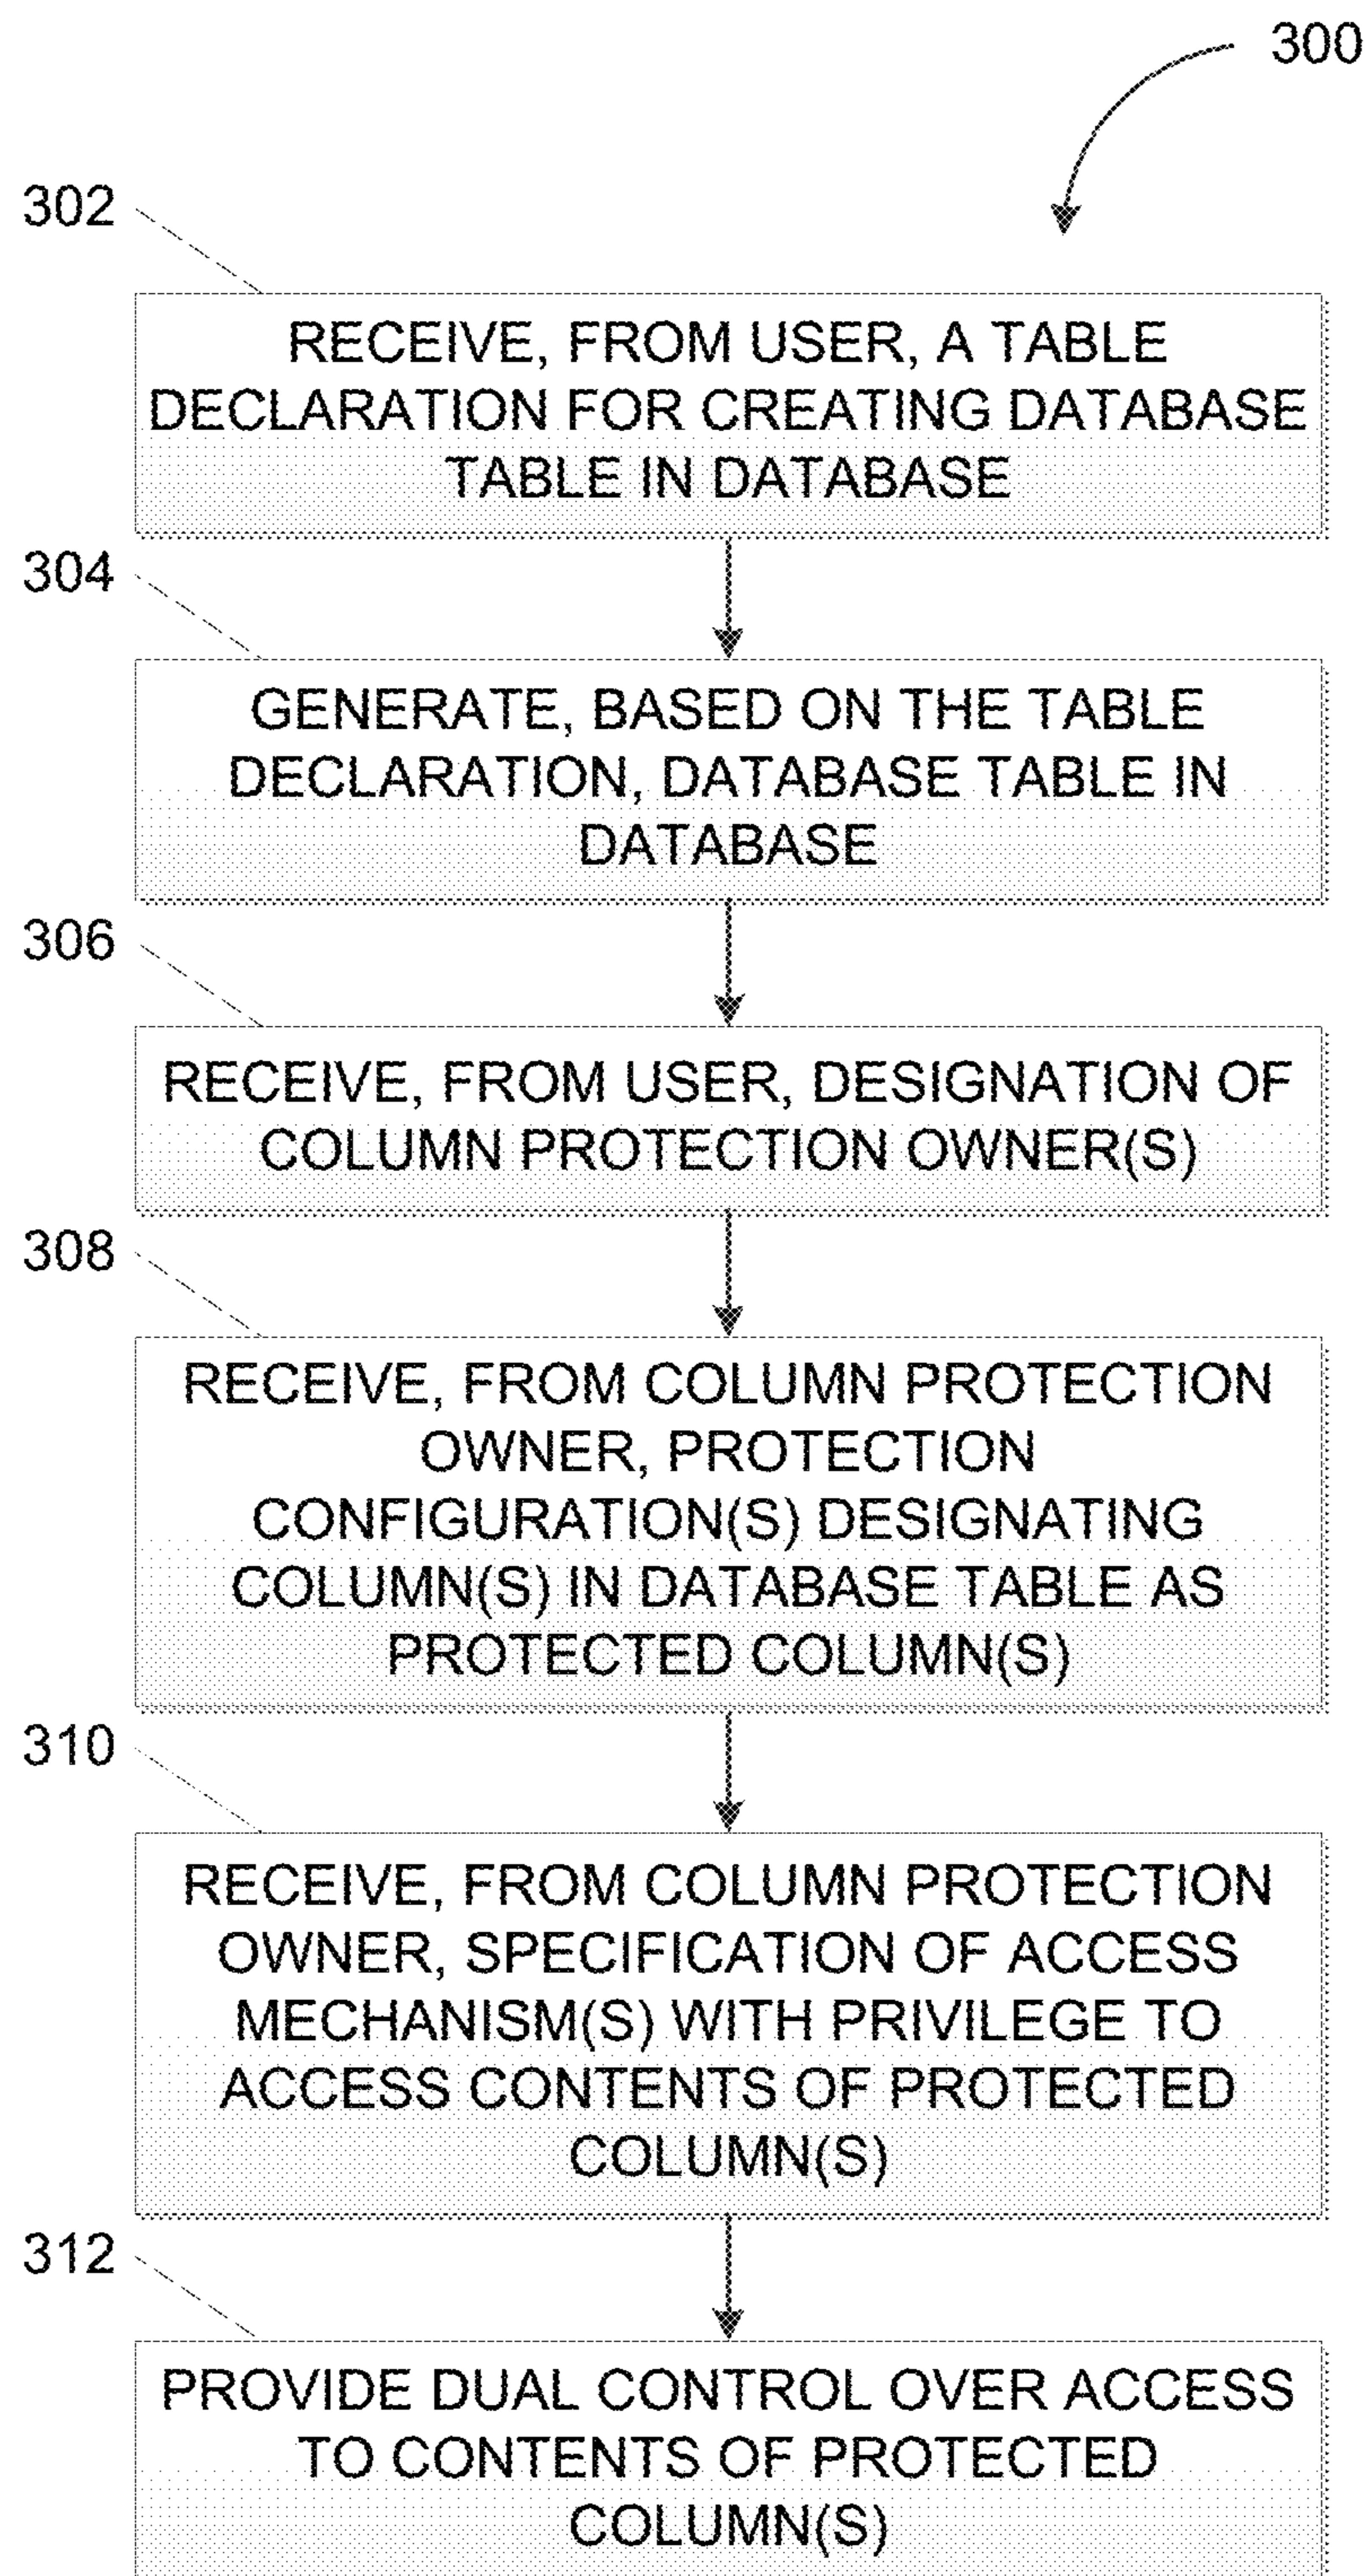 300
302
RECEIVE, FROM USER, A TABLE
DECLARATION FOR CREATING DATABASE
TABLE IN DATABASE
304
GENERATE, BASED ON THE TABLE
DECLARATION, DATABASE TABLE IN
DATABASE
306
RECEIVE, FROM USER, DESIGNATION OF
COLUMN PROTECTION OWNER(S)
308
RECEIVE, FROM COLUMN PROTECTION
OWNER, PROTECTION
CONFIGURATION(S) DESIGNATING
COLUMN(S) IN DATABASE TABLE AS
PROTECTED COLUMN(S)
310
RECEIVE, FROM COLUMN PROTECTION
OWNER, SPECIFICATION OF ACCESS
MECHANISM(S) WITH PRIVILEGE TO
ACCESS CONTENTS OF PROTECTED
COLUMN(S)
312
PROVIDE DUAL CONTROL OVER ACCESS
TO CONTENTS OF PROTECTED
COLUMN(S)